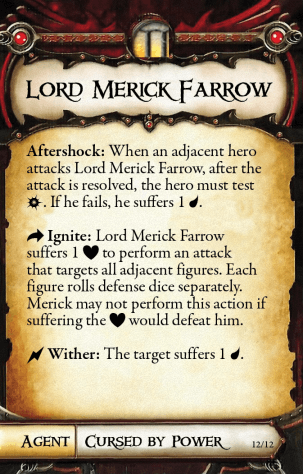 Lord Merick Farrow
Aftershock: When an adjacent hero
attacks Lord Merick Farrow, after the
attack is resolved, the hero must test
. If he fails, he suffers 1 .
Ignite: Lord Merick Farrow
suffers 1 to perform an attack
that targets all adjacent figures. Each
figure rolls defense dice separately.
Merick may not perform this action if
suffering the would defeat him.
Wither: The target suffers 1 .
Agent Cursed by Power 12/12